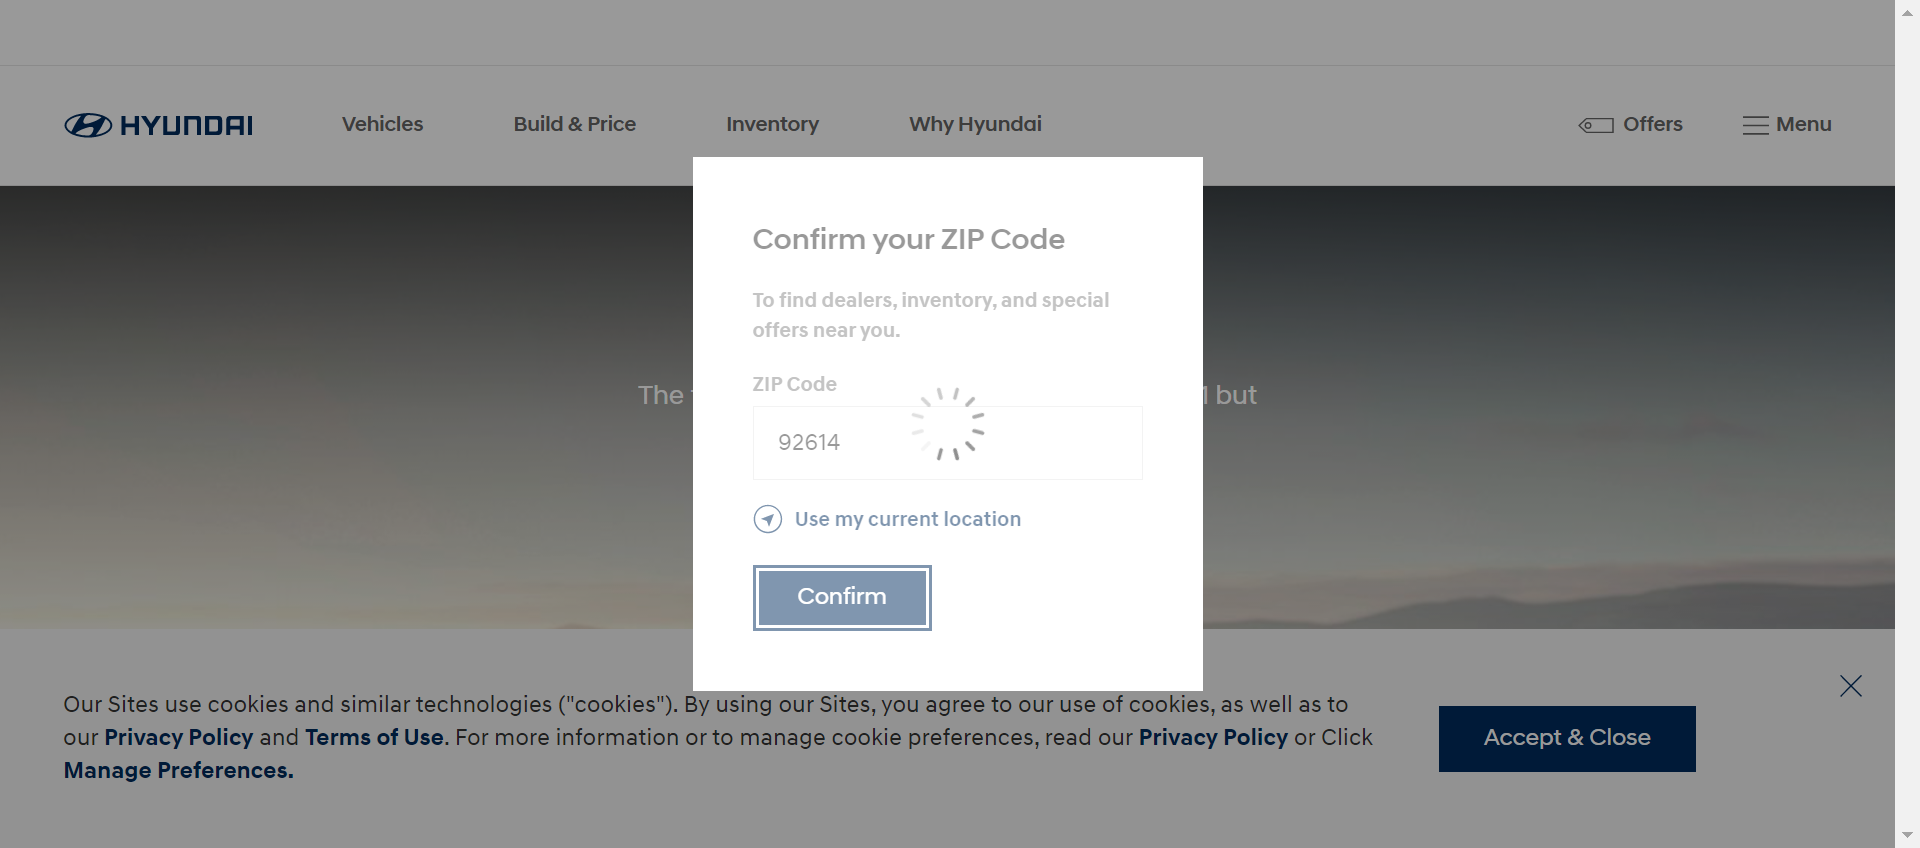 HYUNDAI
Vehicles
Build & Price
Inventory
Why Hyundai
Offers
Menu
Confirm your ZIP Code
To find dealers, inventory, and special
offers near you.
ZIP Code
92614
The
but
Use my current location
Confirm
Our Sites use cookies and similar technologies ("cookies"). By using our Sites, you agree to our use of cookies, as well as to
our Privacy Policy and Terms of Use. For more information or to manage cookie preferences, read our Privacy Policy or Click
Manage Preferences.
Accept & Close